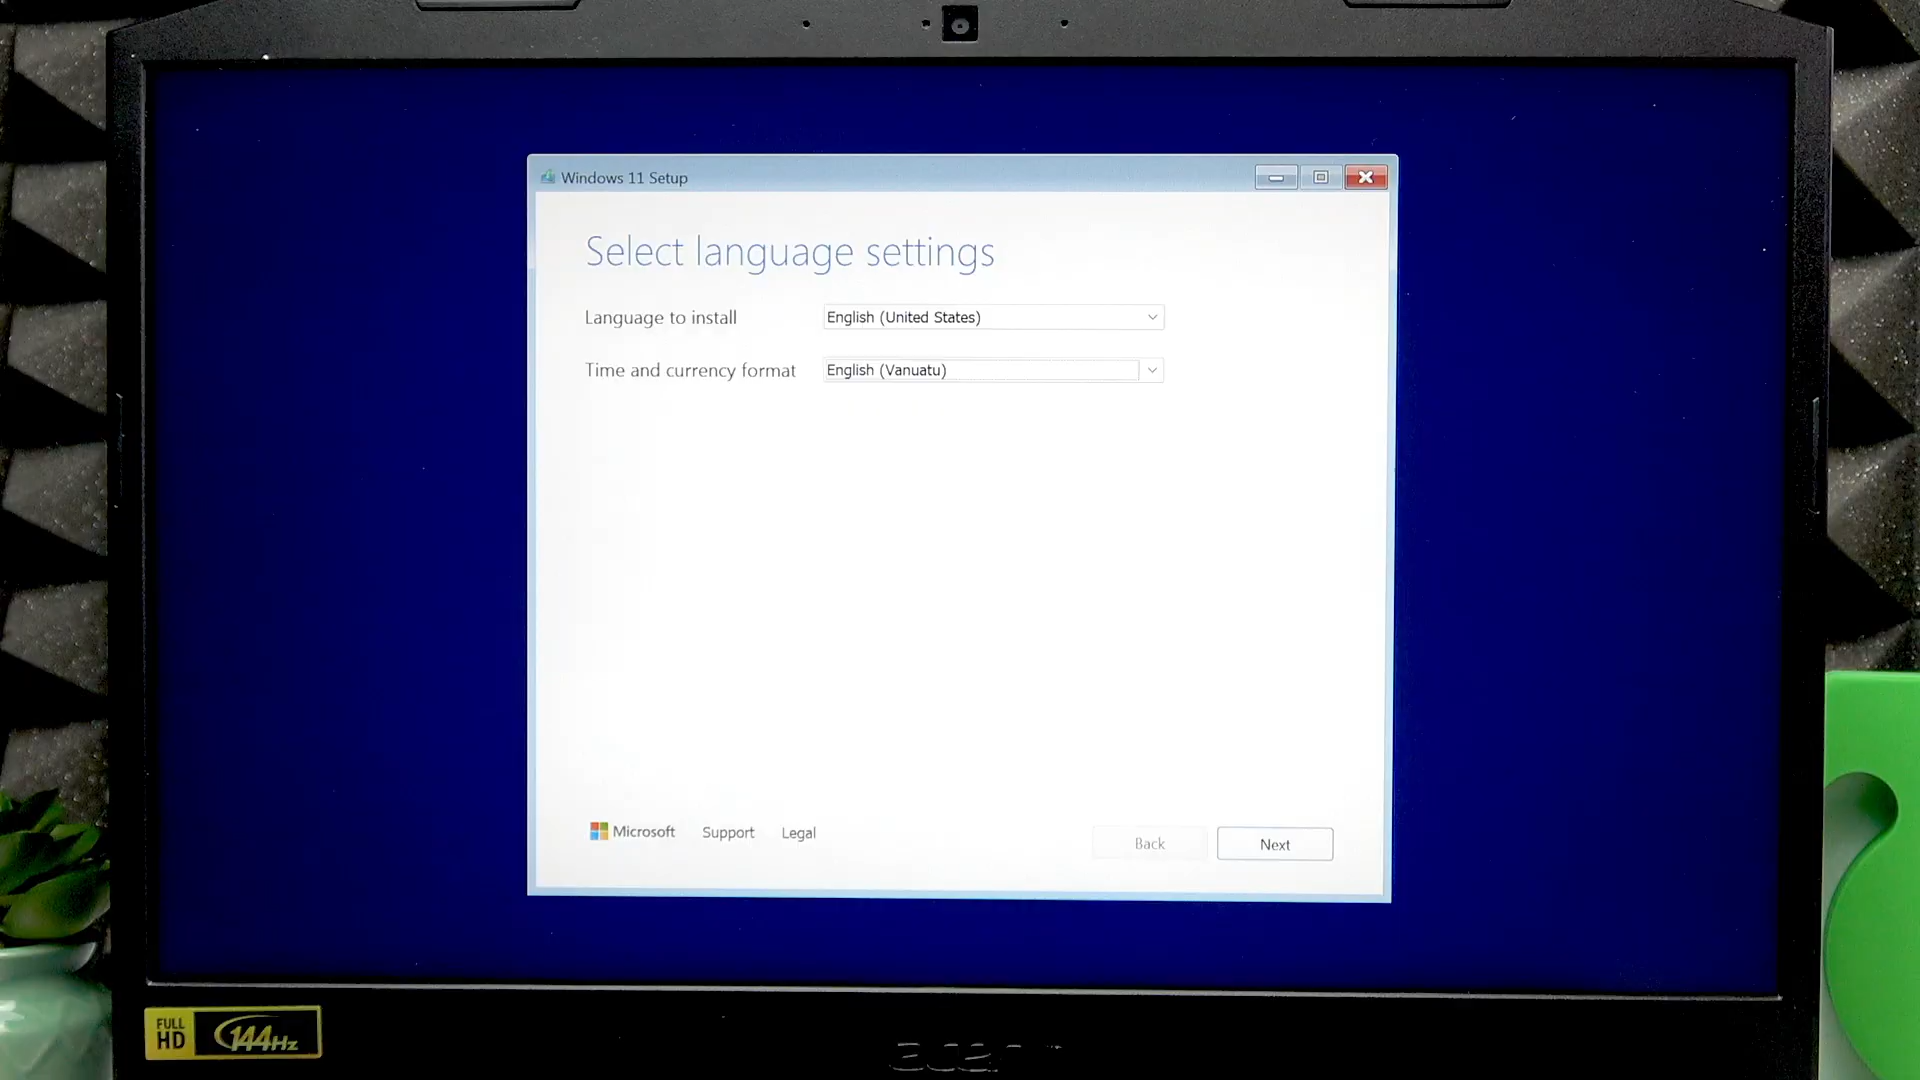 Windows 11 Setup
Select language settings
Language to install
English (United States)
Time and currency format
English (Vanuatu)
Microsoft
Support
Legal
Back
Next
FULL HD
144Hz
acer